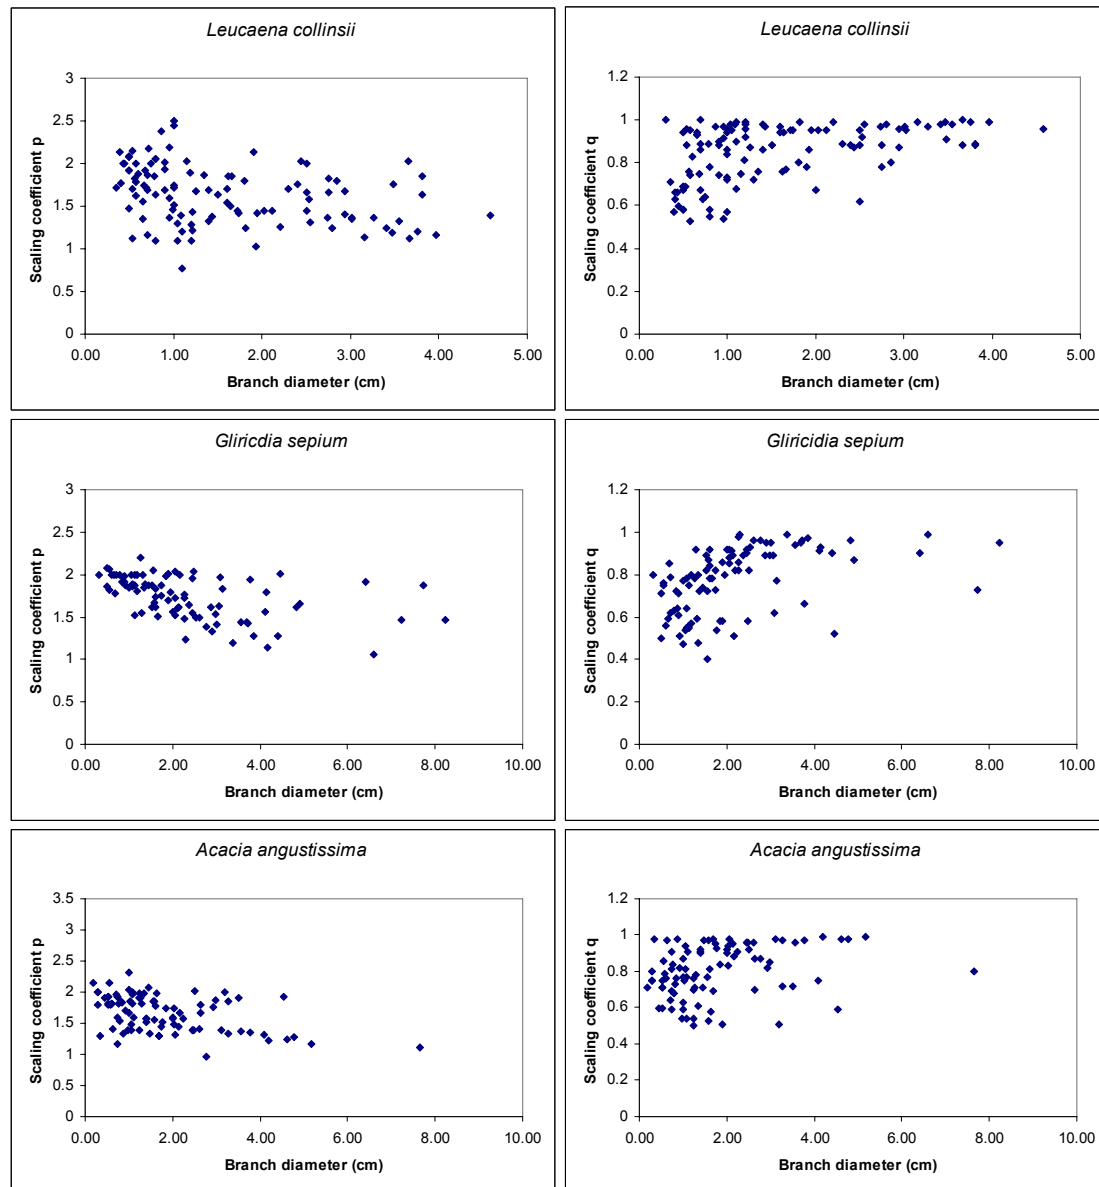 Leucaena collinsii
Scaling coefficient p
3
2.5
2
1.5
1
0.5
0
0.00 1.00 2.00 3.00 4.00 5.00
Branch diameter (cm)
Leucaena collinsii
Scaling coefficient q
1.2
1
0.8
0.6
0.4
0.2
0
0.00 1.00 2.00 3.00 4.00 5.00
Branch diameter (cm)
Gliricdia sepium
Scaling coefficient p
3
2.5
2
1.5
1
0.5
0
0.00 2.00 4.00 6.00 8.00 10.00
Branch diameter (cm)
Gliricidia sepium
Scaling coefficient q
1.2
1
0.8
0.6
0.4
0.2
0
0.00 2.00 4.00 6.00 8.00 10.00
Branch diameter (cm)
Acacia angustissima
Scaling coefficient p
3.5
3
2.5
2
1.5
1
0.5
0
0.00 2.00 4.00 6.00 8.00 10.00
Branch diameter (cm)
Acacia angustissima
Scaling coefficient q
1.2
1
0.8
0.6
0.4
0.2
0
0.00 2.00 4.00 6.00 8.00 10.00
Branch diameter (cm)